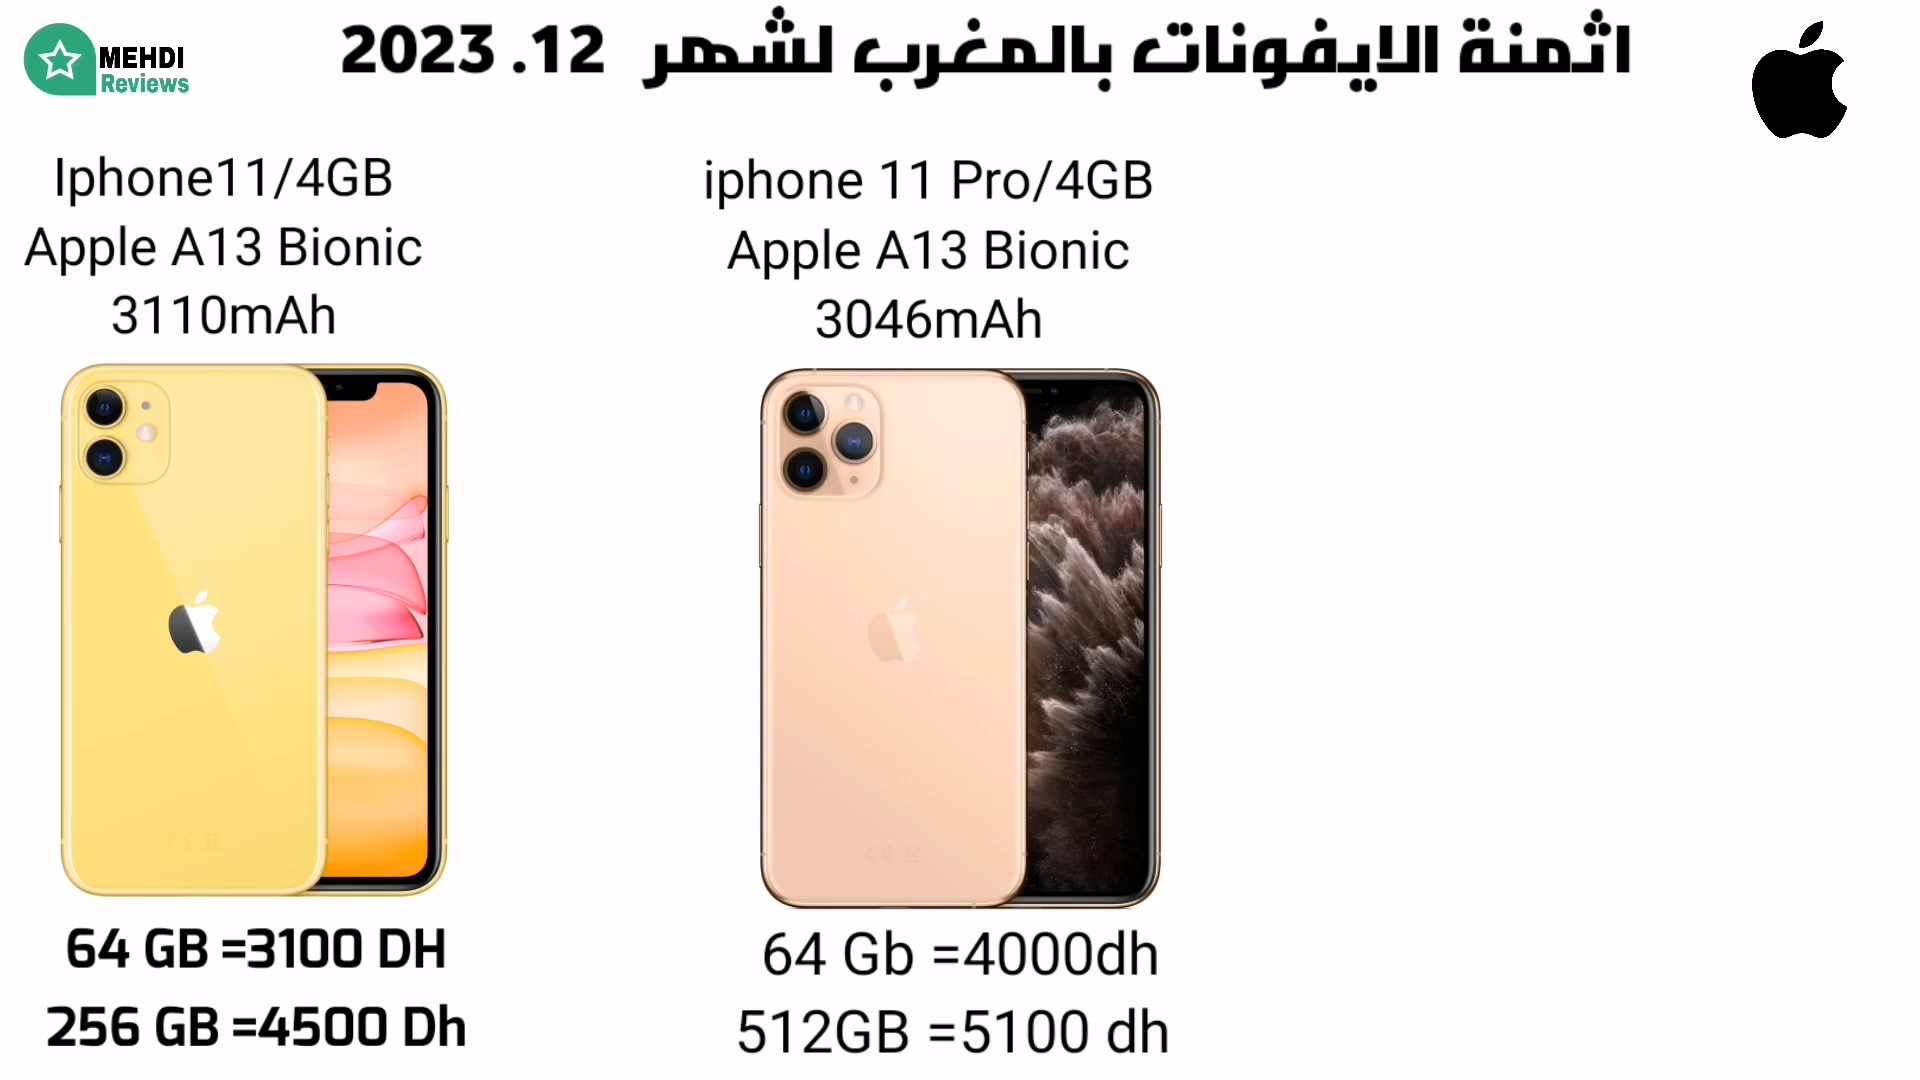 MEHDI
Reviews
اثمنة الايفونات بالمغرب لشهر 12. 2023
Iphone11/4GB
Apple A13 Bionic
3110mAh
64 GB =3100 DH
256 GB =4500 Dh
iphone 11 Pro/4GB
Apple A13 Bionic
3046mAh
64 Gb =4000dh
512GB =5100 dh